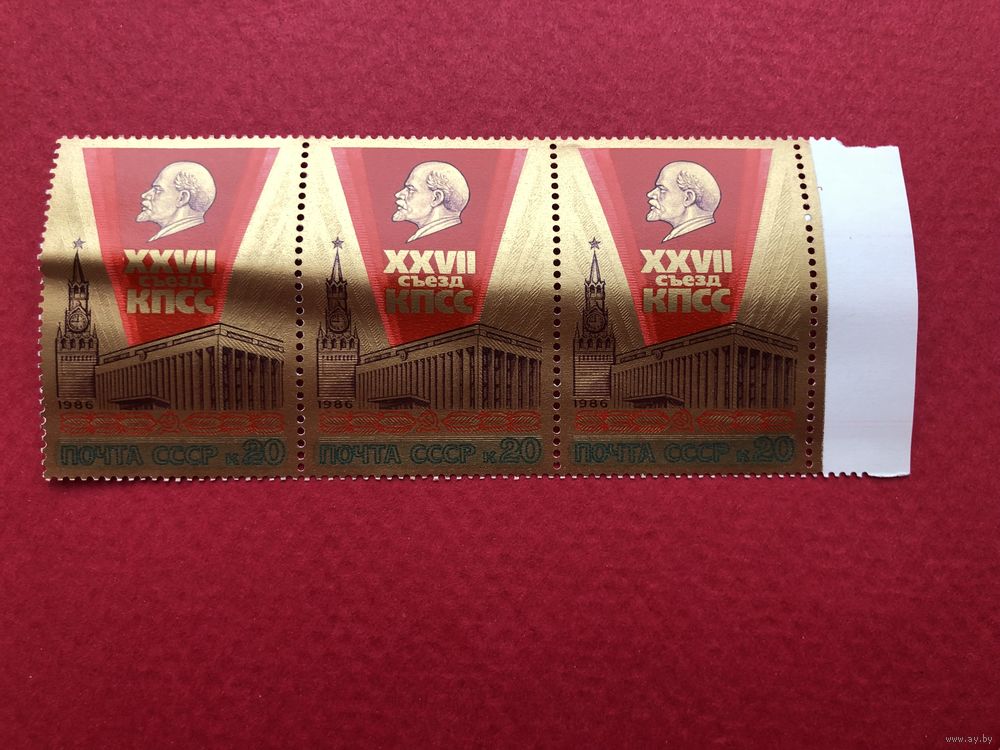 XXVII
съезд
КПСС
1986
ПОЧТА СССР к.20
XXVII
съезд
КПСС
1986
ПОЧТА СССР к.20
XXVII
съезд
КПСС
1986
ПОЧТА СССР к.20
© www.ay.by